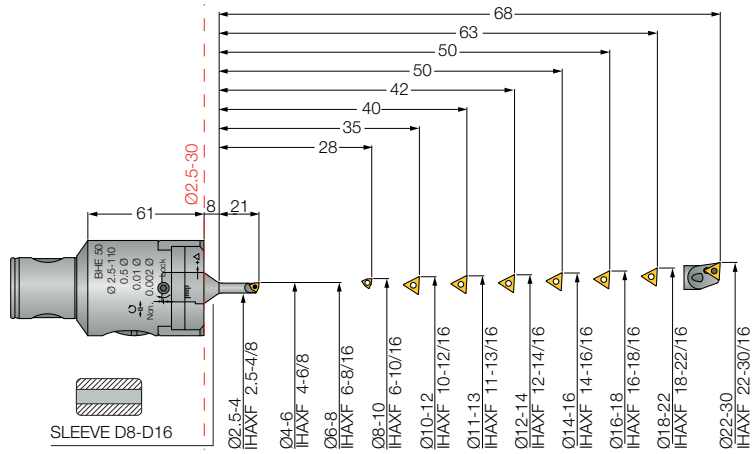 68
63
50
50
42
40
35
28
Ø2.5-30
61
8
21
BHE 50
Ø 2.5-110
0.5 Ø
0.01 Ø
0.002 Ø
Lock
+
SLEEVE D8-D16
Ø2.5-4
IHAXF 2.5-4/8
Ø4-6
IHAXF 4-6/8
Ø6-8
IHAXF 6-8/16
Ø8-10
IHAXF 6-10/16
Ø10-12
IHAXF 10-12/16
Ø11-13
IHAXF 11-13/16
Ø12-14
IHAXF 12-14/16
Ø14-16
IHAXF 14-16/16
Ø16-18
IHAXF 16-18/16
Ø18-22
IHAXF 18-22/16
Ø22-30
IHAXF 22-30/16